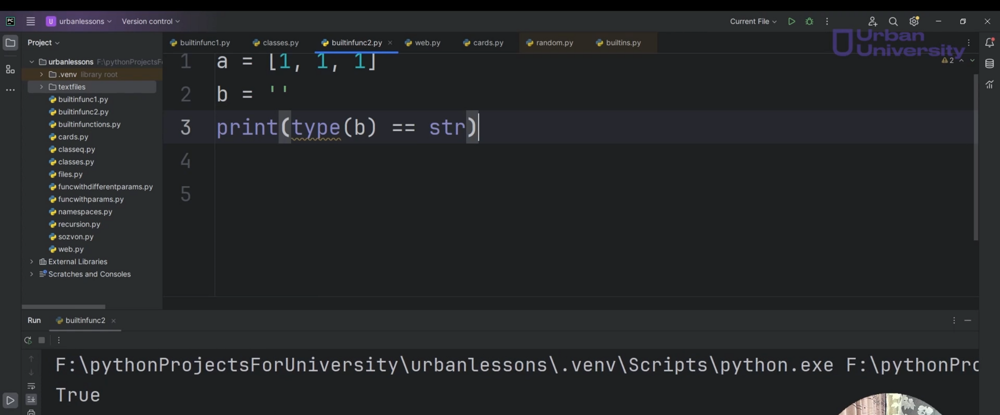 PC U urbanlessons Version control Current File
Urban
University
Project
builtinfunc1.py classes.py builtinfunc2.py web.py cards.py random.py builtins.py
urbanlessons F:\pythonProjectsF
.venv library root
textfiles
builtinfunc1.py
builtinfunc2.py
builtinfunctions.py
cards.py
classeq.py
classes.py
files.py
funcwithdifferentparams.py
funcwithparams.py
namespaces.py
recursion.py
sozvon.py
web.py
External Libraries
Scratches and Consoles
2
1 a = [1, 1, 1]
2 b = ''
3 print(type(b) == str)
4
5
Run builtinfunc2
F:\pythonProjectsForUniversity\urbanlessons\.venv\Scripts\python.exe F:\pythonPro
True